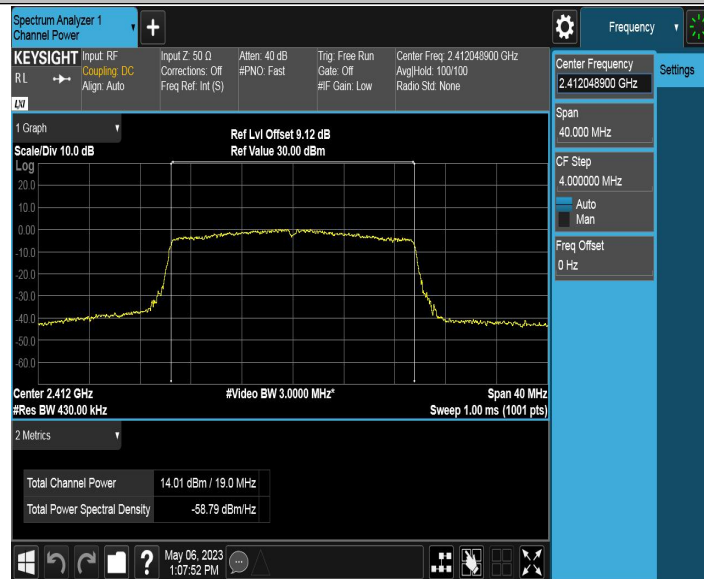 Spectrum Analyzer 1
Channel Power
+
Frequency
KEYSIGHT
RL
LXI
Input: RF
Coupling: DC
Align: Auto
Input Z: 50 Ω
Corrections: Off
Freq Ref: Int (S)
Atten: 40 dB
#PNO: Fast
Trig: Free Run
Gate: Off
#IF Gain: Low
Center Freq: 2.412048900 GHz
Avg|Hold: 100/100
Radio Std: None
Center Frequency
2.412048900 GHz
Settings
Span
40.000 MHz
CF Step
4.000000 MHz
Auto
Man
Freq Offset
0 Hz
1 Graph
Scale/Div 10.0 dB
Ref Lvl Offset 9.12 dB
Ref Value 30.00 dBm
Log
20.0
10.0
0.00
-10.0
-20.0
-30.0
-40.0
-50.0
-60.0
Center 2.412 GHz
#Video BW 3.0000 MHz*
Span 40 MHz
#Res BW 430.00 kHz
Sweep 1.00 ms (1001 pts)
2 Metrics
Total Channel Power 14.01 dBm / 19.0 MHz
Total Power Spectral Density -58.79 dBm/Hz
?
May 06, 2023
1:07:52 PM